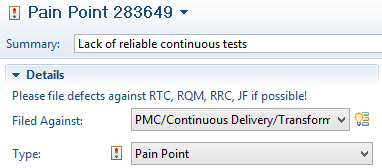 Pain Point 283649
Summary: Lack of reliable continuous tests
Details
Please file defects against RTC, RQM, RRC, JF if possible!
Filed Against: PMC/Continuous Delivery/Transform
Type: Pain Point